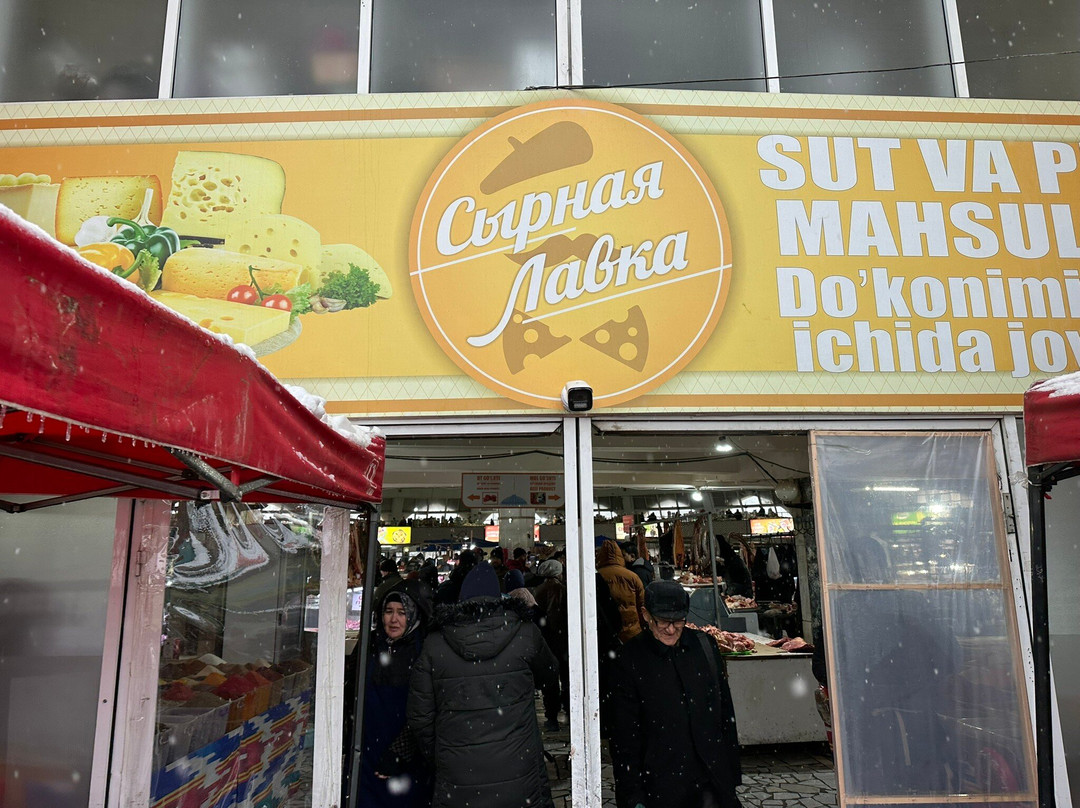 Сырная
Лавка
SUT VA P
MAHSUL
Do'konimi
ichida joy